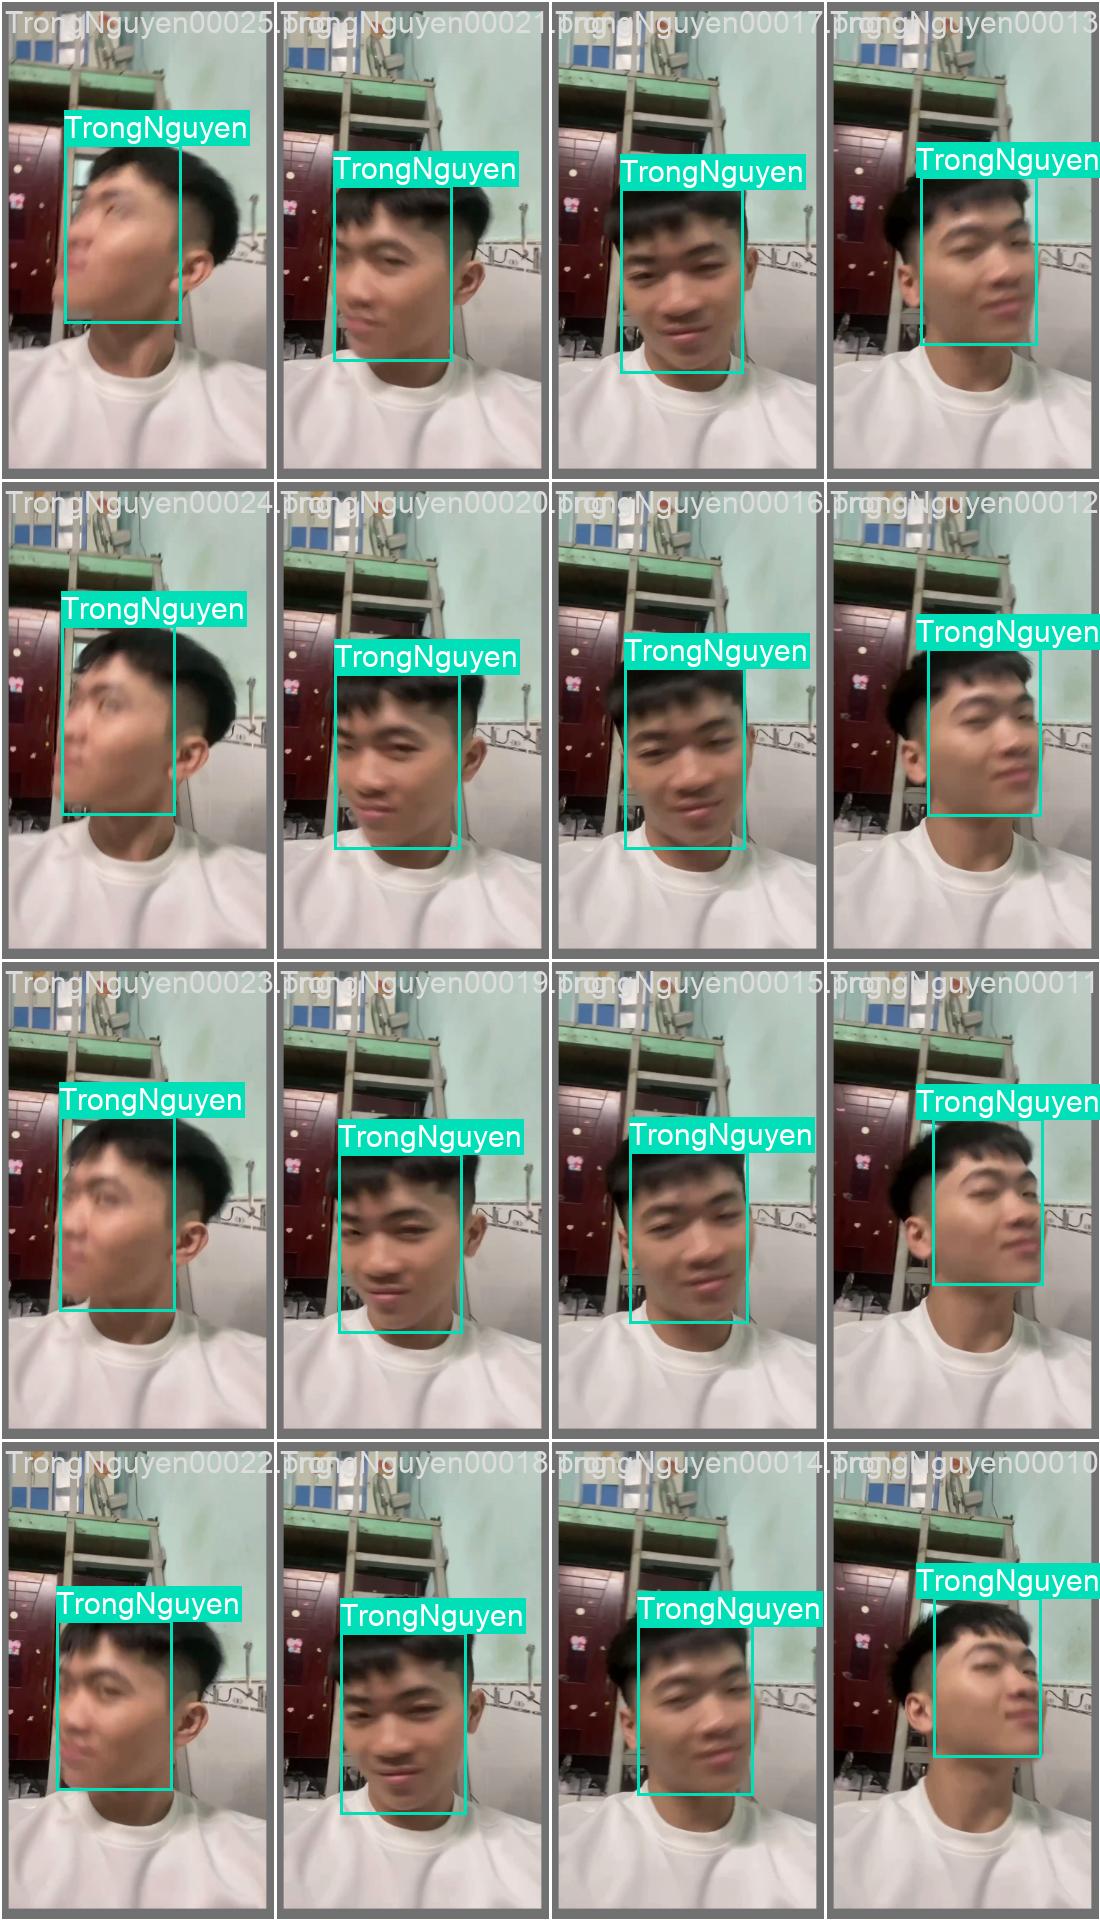 TrongNguyen00025.png
TrongNguyen00021.png
TrongNguyen00017.png
TrongNguyen00013
TrongNguyen
TrongNguyen
TrongNguyen
TrongNguyen
TrongNguyen00024.png
TrongNguyen00020.png
TrongNguyen00016.png
TrongNguyen00012
TrongNguyen
TrongNguyen
TrongNguyen
TrongNguyen
TrongNguyen00023.png
TrongNguyen00019.png
TrongNguyen00015.png
TrongNguyen00011
TrongNguyen
TrongNguyen
TrongNguyen
TrongNguyen
TrongNguyen00022.png
TrongNguyen00018.png
TrongNguyen00014.png
TrongNguyen00010
TrongNguyen
TrongNguyen
TrongNguyen
TrongNguyen